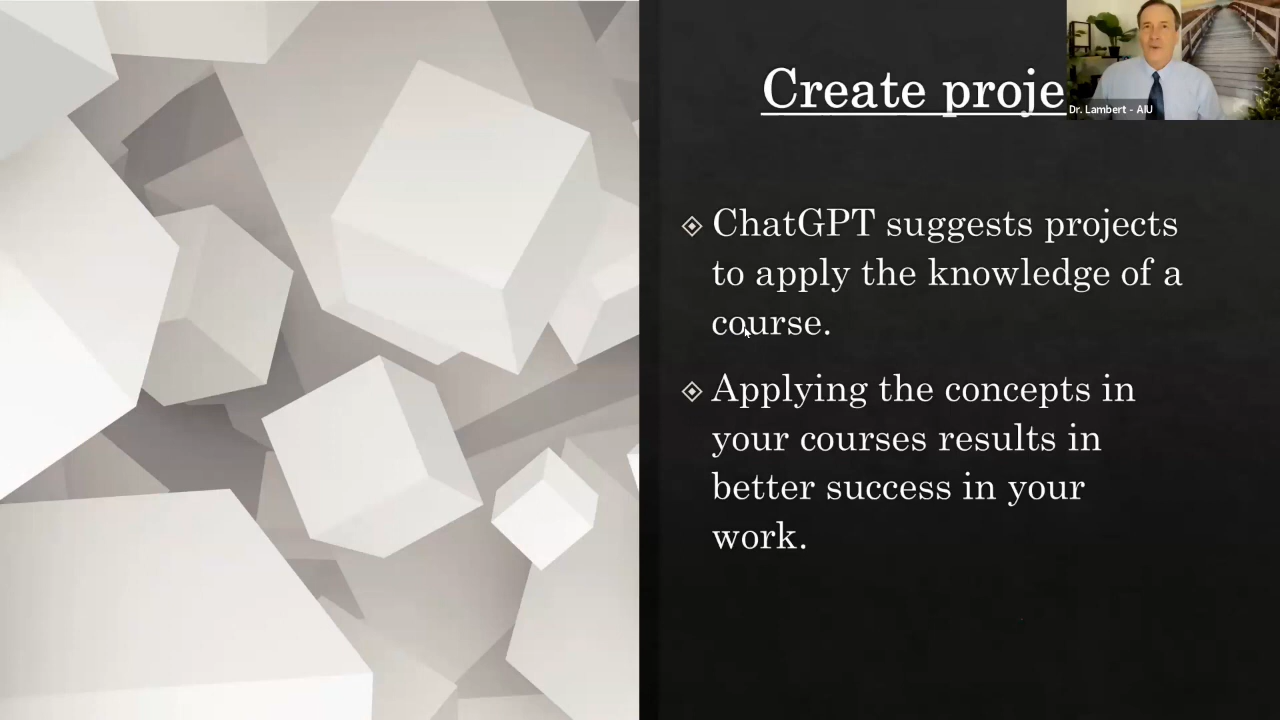 Create proje
Dr. Lambert - AIU
ChatGPT suggests projects
to apply the knowledge of a
course.
Applying the concepts in
your courses results in
better success in your
work.